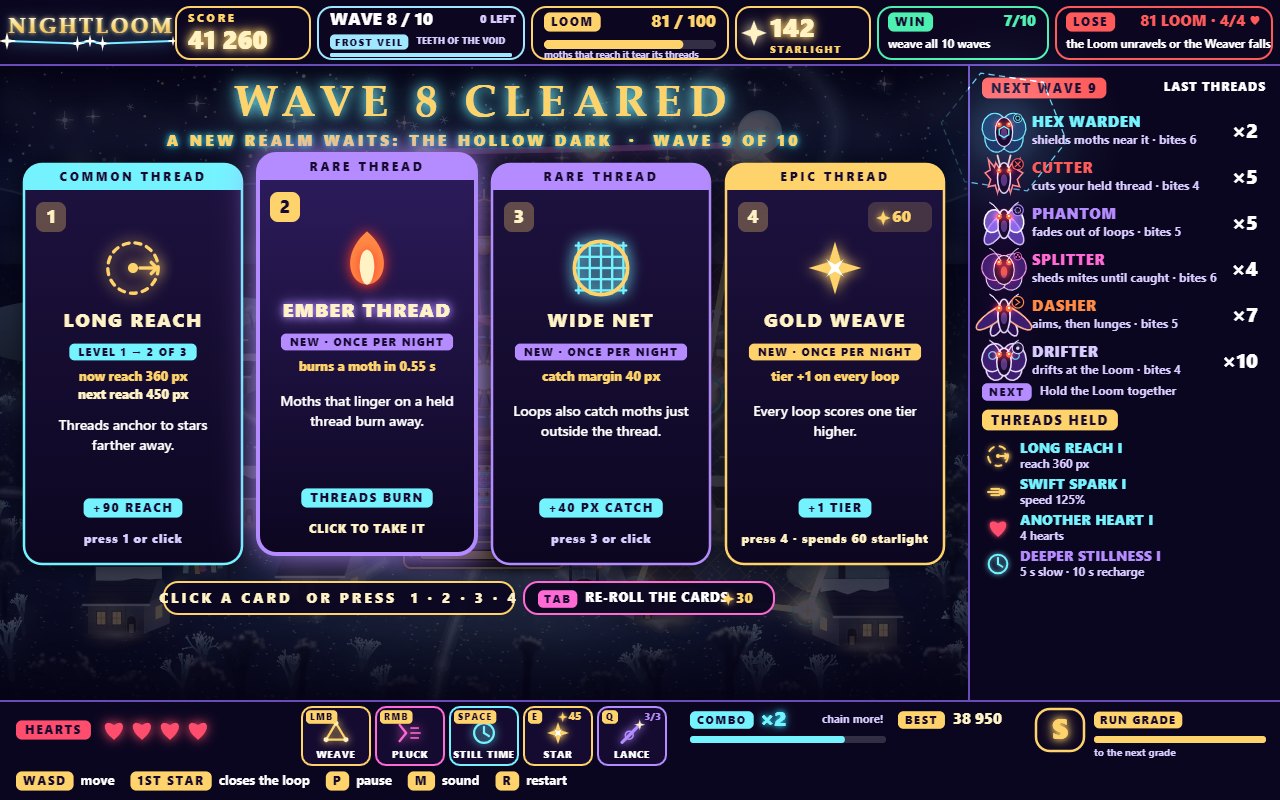 NIGHTLOOM
SCORE
41 260
WAVE 8 / 10
0 LEFT
FROST VEIL
TEETH OF THE VOID
LOOM
81 / 100
moths that reach it tear its threads
142
STARLIGHT
WIN
7/10
weave all 10 waves
LOSE
81 LOOM · 4/4 ♥
the Loom unravels or the Weaver falls
WAVE 8 CLEARED
A NEW REALM WAITS: THE HOLLOW DARK · WAVE 9 OF 10
COMMON THREAD
1
LONG REACH
LEVEL 1 — 2 OF 3
now reach 360 px
next reach 450 px
Threads anchor to stars
farther away.
+90 REACH
press 1 or click
RARE THREAD
2
EMBER THREAD
NEW · ONCE PER NIGHT
burns a moth in 0.55 s
Moths that linger on a held
thread burn away.
THREADS BURN
CLICK TO TAKE IT
RARE THREAD
3
WIDE NET
NEW · ONCE PER NIGHT
catch margin 40 px
Loops also catch moths just
outside the thread.
+40 PX CATCH
press 3 or click
EPIC THREAD
4
60
GOLD WEAVE
NEW · ONCE PER NIGHT
tier +1 on every loop
Every loop scores one tier
higher.
+1 TIER
press 4 · spends 60 starlight
CLICK A CARD OR PRESS 1 · 2 · 3 · 4
TAB
RE-ROLL THE CARDS
30
NEXT WAVE 9
LAST THREADS
HEX WARDEN
shields moths near it · bites 6
×2
CUTTER
cuts your held thread · bites 4
×5
PHANTOM
fades out of loops · bites 5
×5
SPLITTER
sheds mites until caught · bites 6
×4
DASHER
aims, then lunges · bites 5
×7
DRIFTER
drifts at the Loom · bites 4
×10
NEXT
Hold the Loom together
THREADS HELD
LONG REACH I
reach 360 px
SWIFT SPARK I
speed 125%
ANOTHER HEART I
4 hearts
DEEPER STILLNESS I
5 s slow · 10 s recharge
HEARTS
LMB
WEAVE
RMB
PLUCK
SPACE
STILL TIME
E
45
STAR
Q
3/3
LANCE
COMBO
×2
chain more!
BEST
38 950
S
RUN GRADE
to the next grade
WASD move
1ST STAR closes the loop
P pause
M sound
R restart